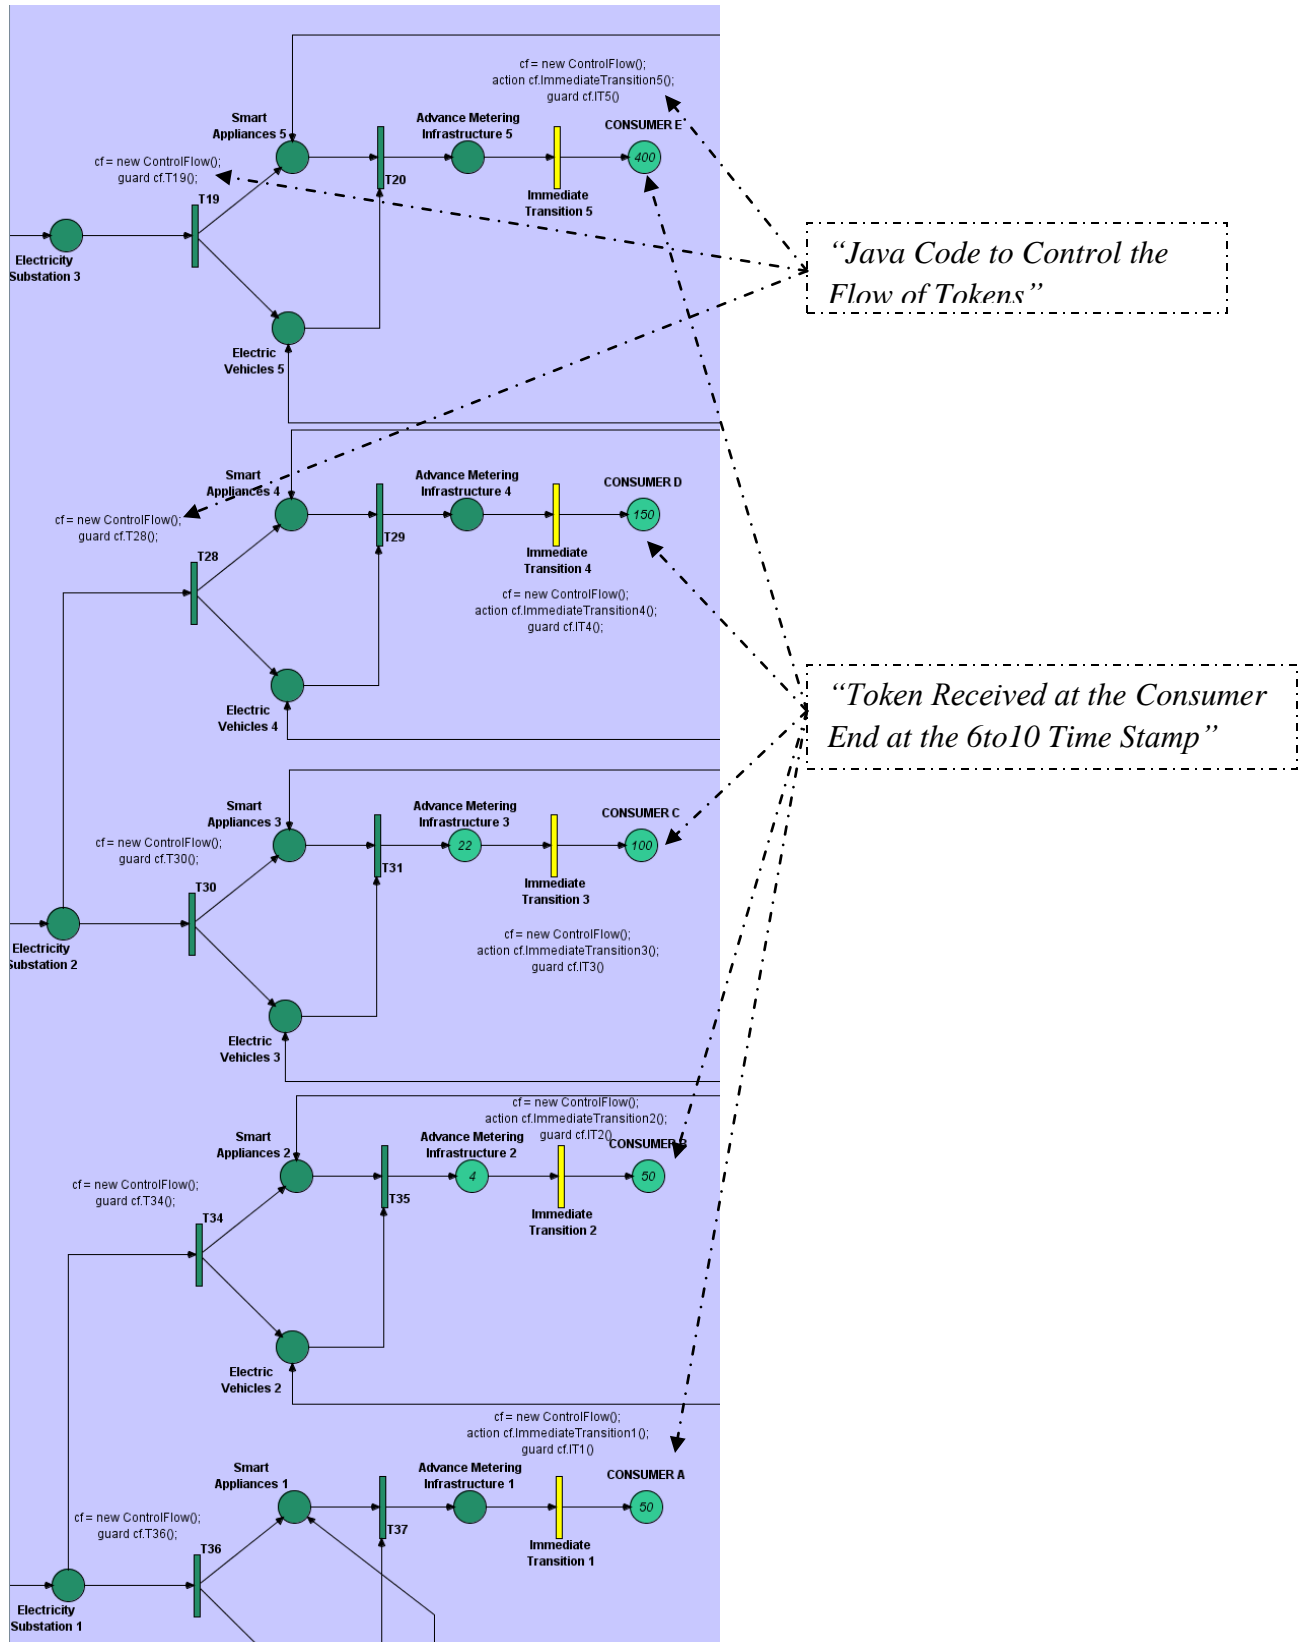 cf = new ControlFlow();
action cf.ImmediateTransition5();
guard cf.IT5()
Smart
Appliances 5
Advance Metering
Infrastructure 5
CONSUMER E
cf = new ControlFlow();
guard cf.T19();
400
T20
T19
Immediate
Transition 5
Electricity
Substation 3
Electric
Vehicles 5
“Java Code to Control the
Flow of Tokens”
Smart
Appliances 4
Advance Metering
Infrastructure 4
CONSUMER D
cf = new ControlFlow();
guard cf.T28();
150
T29
T28
Immediate
Transition 4
cf = new ControlFlow();
action cf.ImmediateTransition4();
guard cf.IT4();
Electric
Vehicles 4
“Token Received at the Consumer
End at the 6to10 Time Stamp”
Smart
Appliances 3
Advance Metering
Infrastructure 3
CONSUMER C
cf = new ControlFlow();
guard cf.T30();
22
100
T31
T30
Immediate
Transition 3
Electricity
Substation 2
cf = new ControlFlow();
action cf.ImmediateTransition3();
guard cf.IT3()
Electric
Vehicles 3
cf = new ControlFlow();
action cf.ImmediateTransition2();
guard cf.IT2()
Smart
Appliances 2
Advance Metering
Infrastructure 2
CONSUMER B
cf = new ControlFlow();
guard cf.T34();
4
50
T35
T34
Immediate
Transition 2
Electric
Vehicles 2
cf = new ControlFlow();
action cf.ImmediateTransition1();
guard cf.IT1()
Smart
Appliances 1
Advance Metering
Infrastructure 1
CONSUMER A
cf = new ControlFlow();
guard cf.T36();
50
T37
T36
Immediate
Transition 1
Electricity
Substation 1